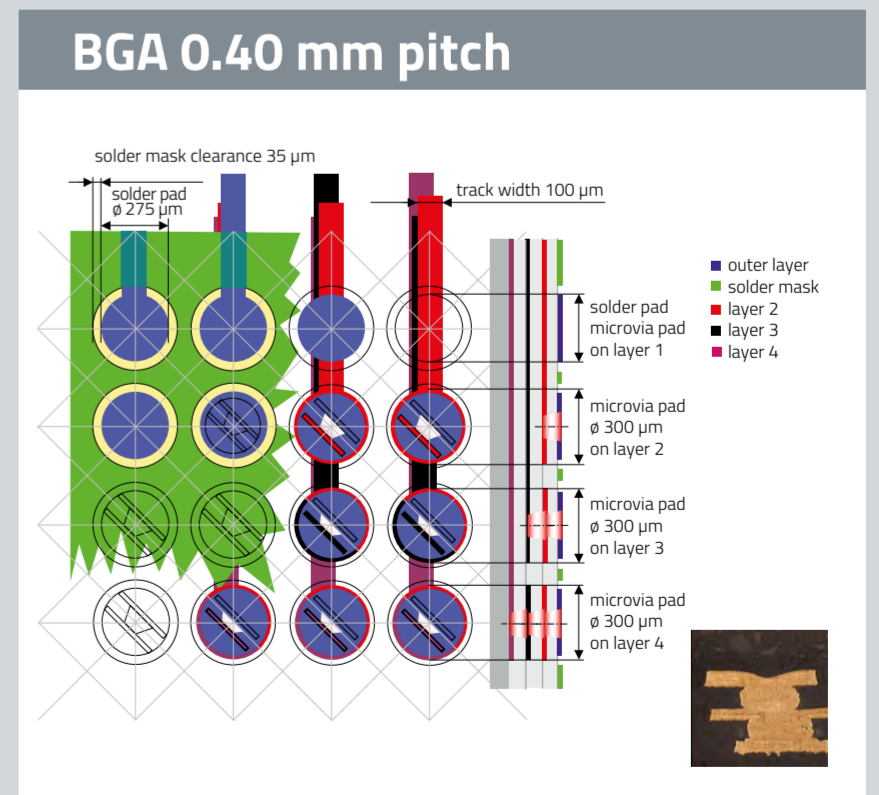 BGA 0.40 mm pitch
solder mask clearance 35 µm
solder pad
ø 275 µm
track width 100 µm
outer layer
solder mask
layer 2
layer 3
layer 4
solder pad
microvia pad
on layer 1
microvia pad
ø 300 µm
on layer 2
microvia pad
ø 300 µm
on layer 3
microvia pad
ø 300 µm
on layer 4